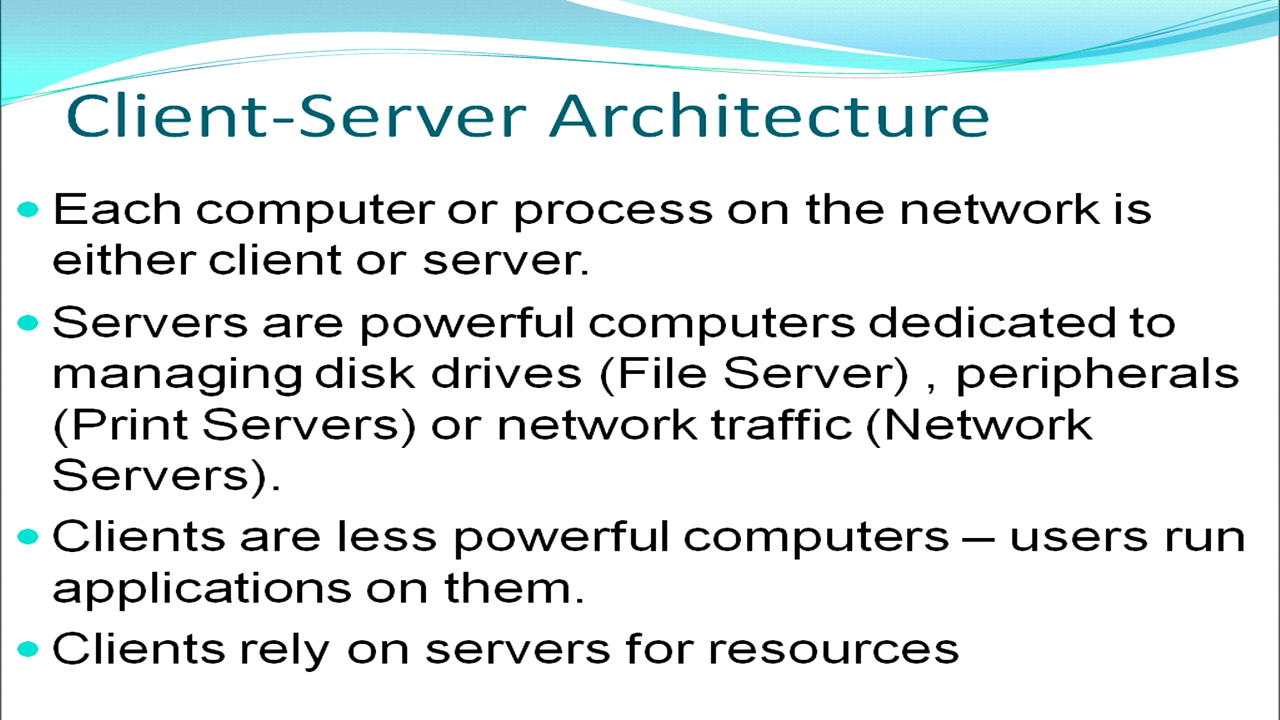 Client-Server Architecture
• Each computer or process on the network is
either client or server.
• Servers are powerful computers dedicated to
managing disk drives (File Server) , peripherals
(Print Servers) or network traffic (Network
Servers).
• Clients are less powerful computers – users run
applications on them.
• Clients rely on servers for resources